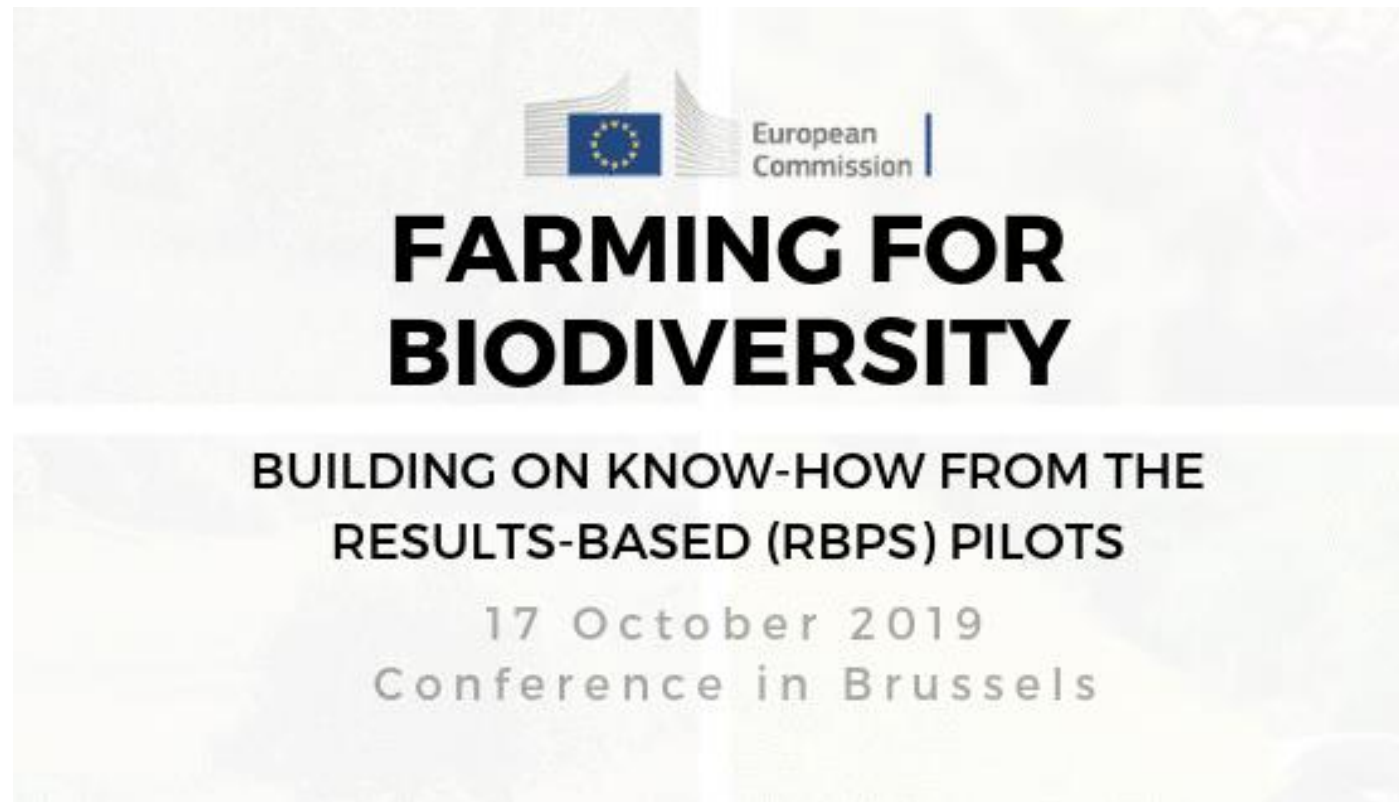 European
Commission
FARMING FOR
BIODIVERSITY
BUILDING ON KNOW-HOW FROM THE
RESULTS-BASED (RBPS) PILOTS
17 October 2019
Conference in Brussels